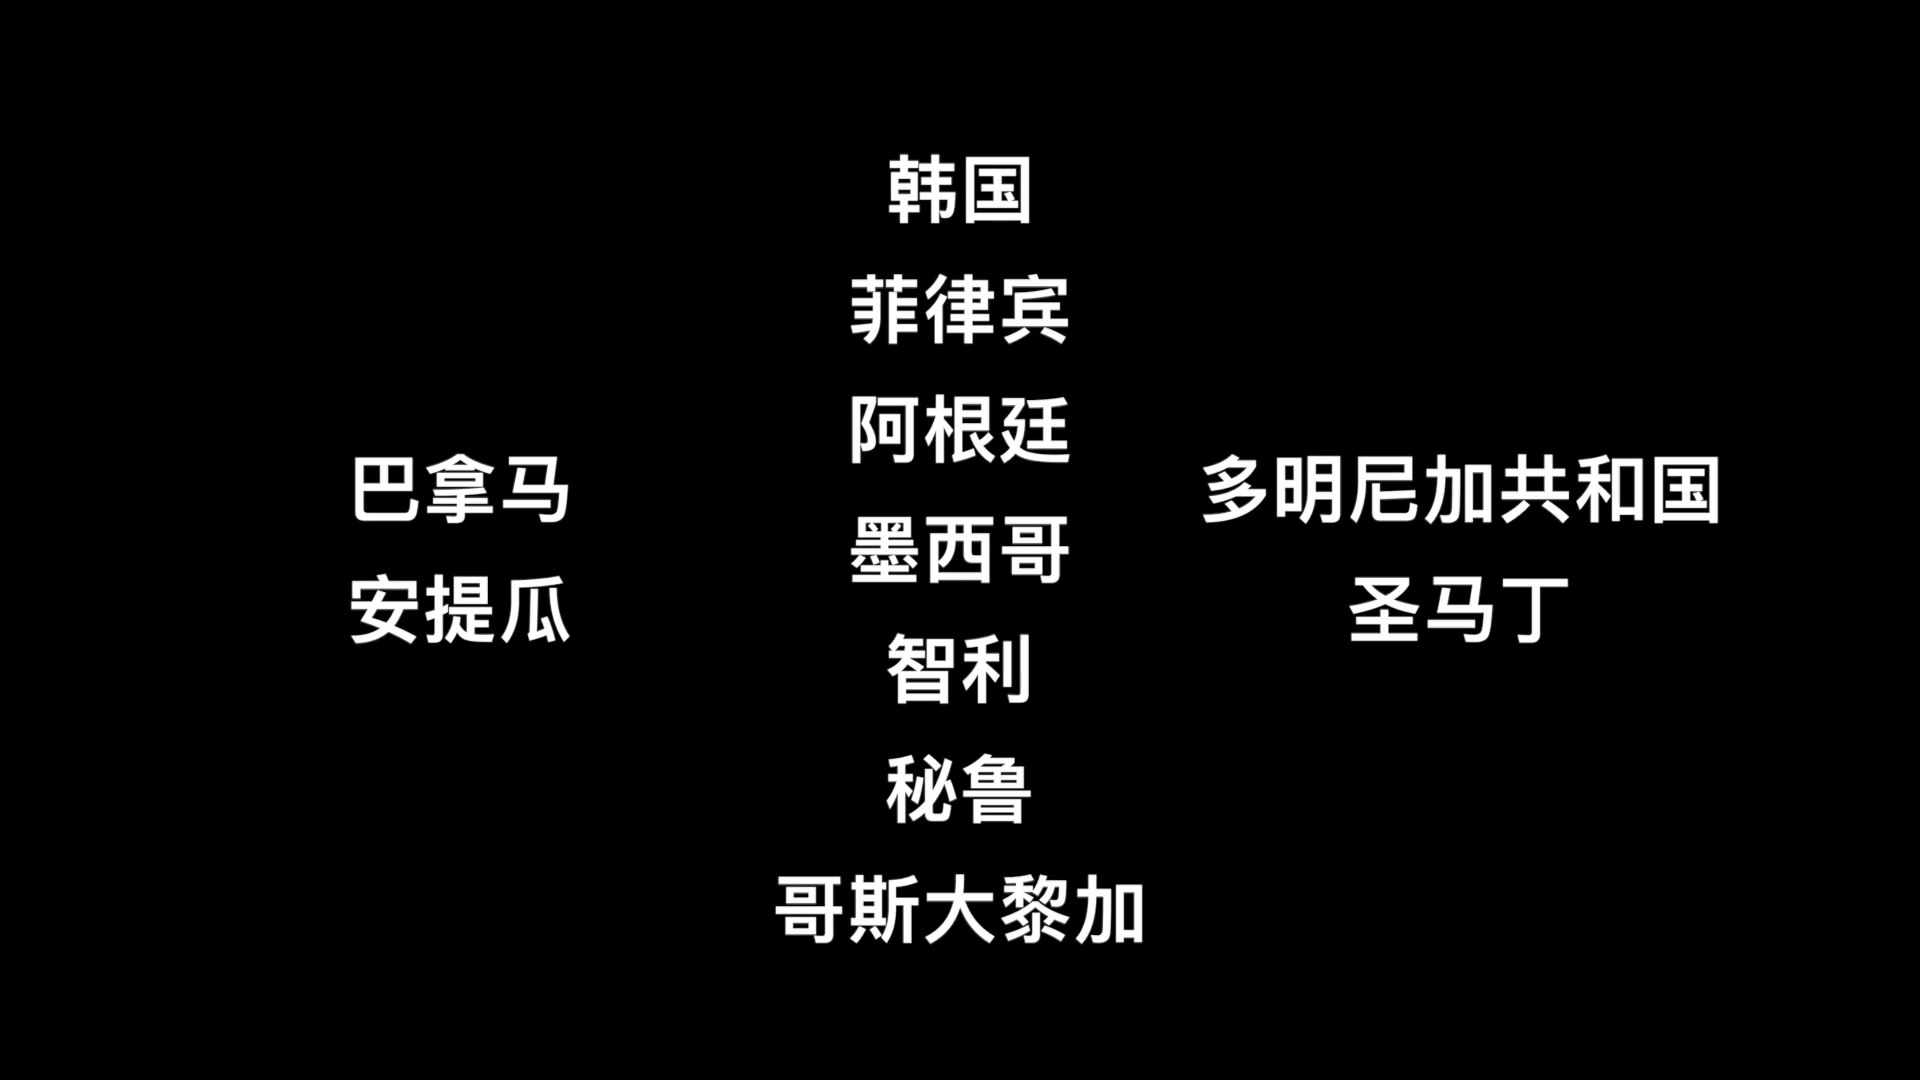 巴拿马
安提瓜
韩国
菲律宾
阿根廷
墨西哥
智利
秘鲁
哥斯大黎加
多明尼加共和国
圣马丁